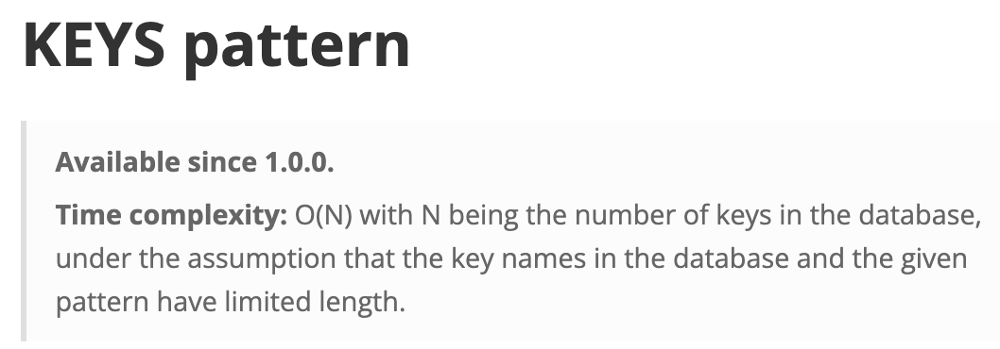 KEYS pattern
Available since 1.0.0.
Time complexity: O(N) with N being the number of keys in the database,
under the assumption that the key names in the database and the given
pattern have limited length.